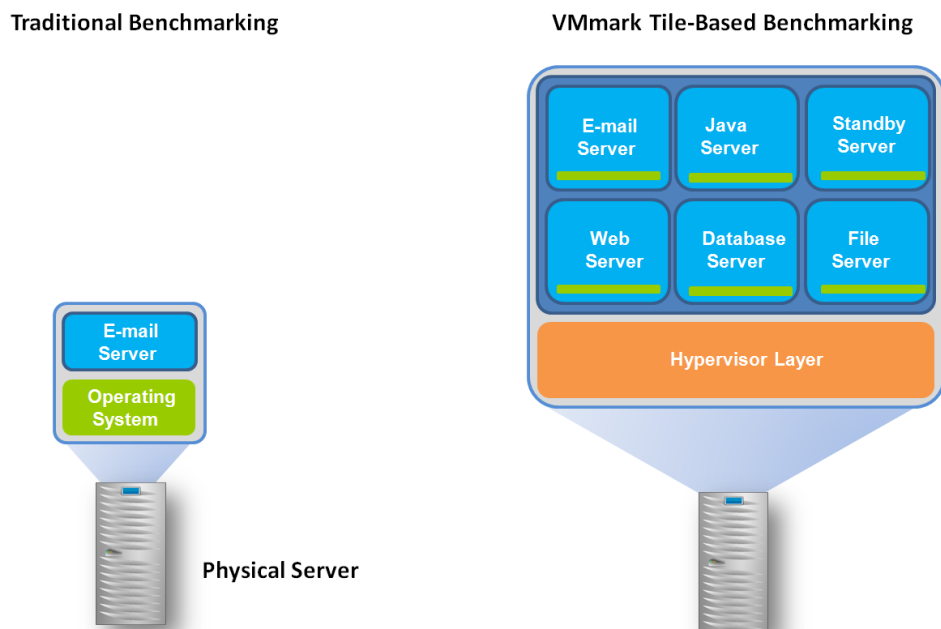 Traditional Benchmarking
VMmark Tile-Based Benchmarking
E-mail
Server
Java
Server
Standby
Server
Web
Server
Database
Server
File
Server
Hypervisor Layer
E-mail
Server
Operating
System
Physical Server